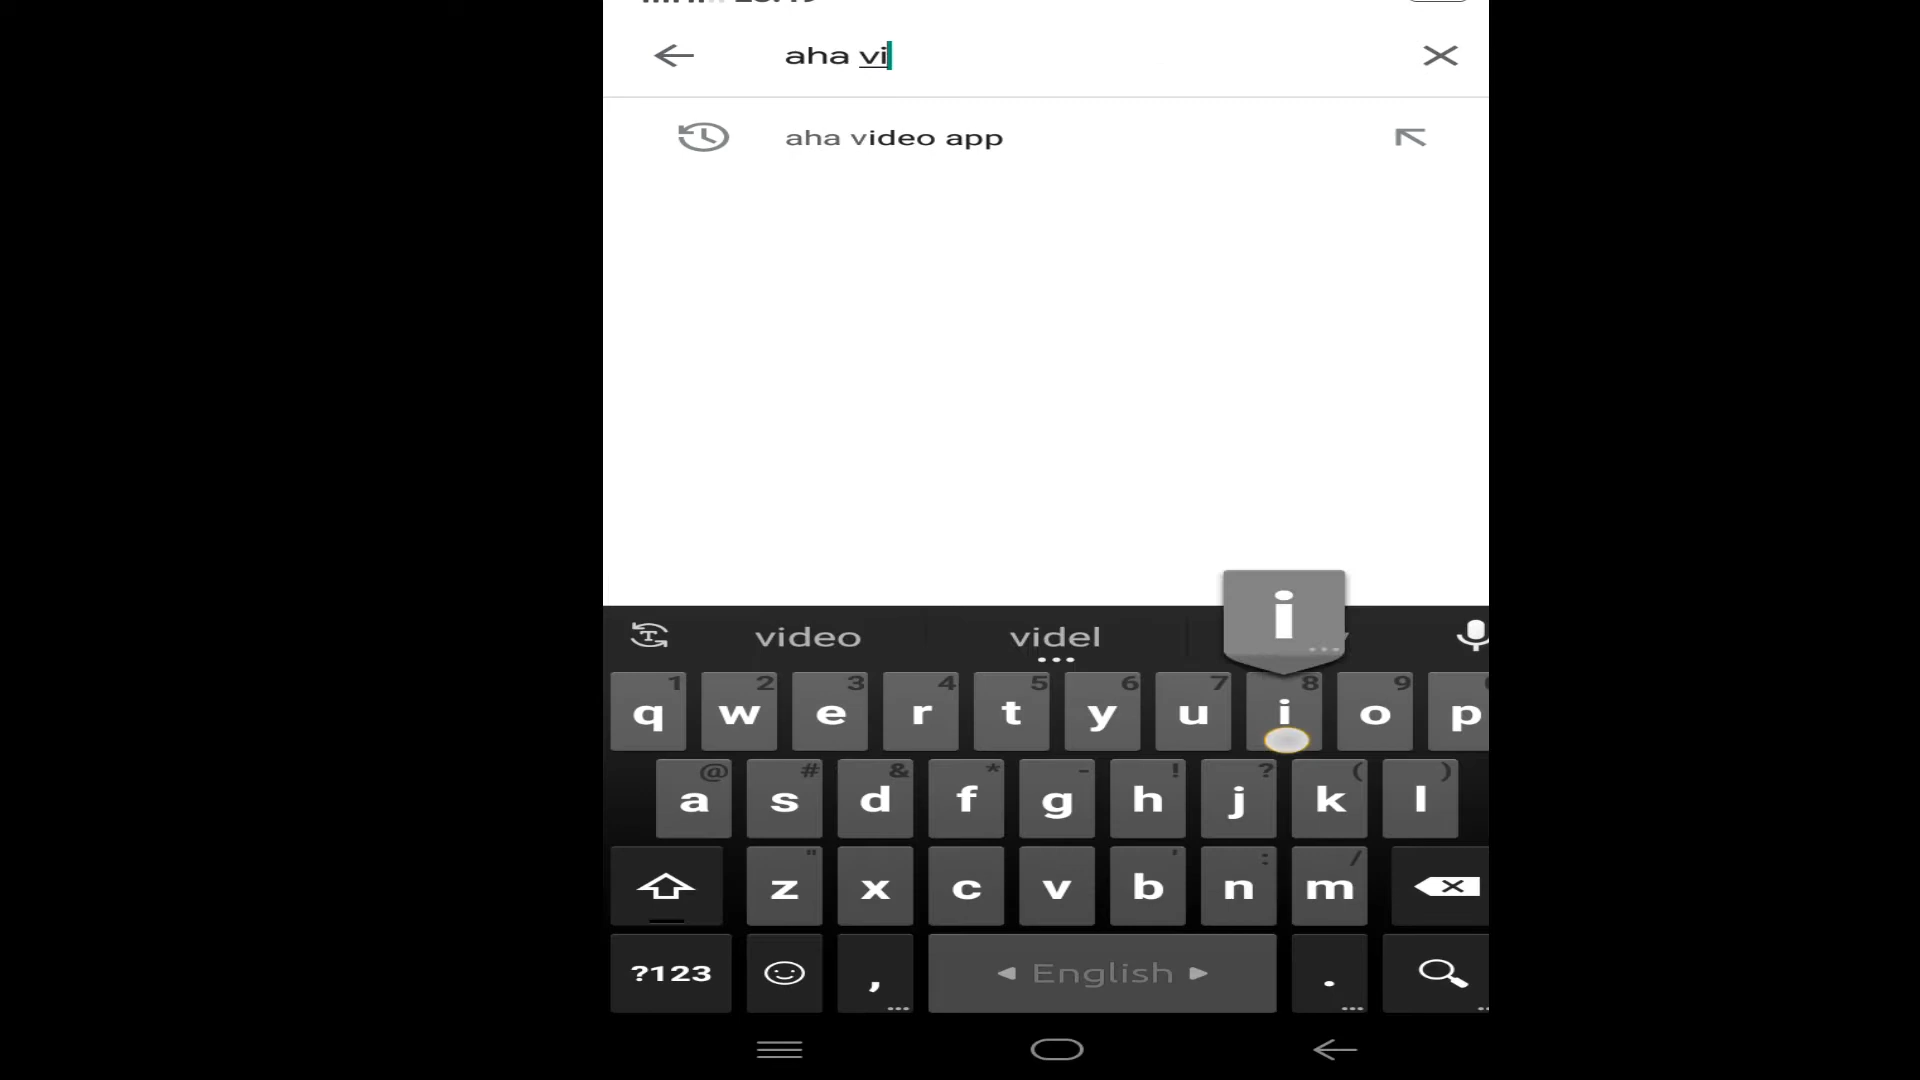 aha vi
aha video app
video videl
i
1 2 3 4 5 6 7 8 9
q w e r t y u i o p
@ # & * - ! ? ( )
a s d f g h j k l
" ' : /
z x c v b n m
?123 , English .